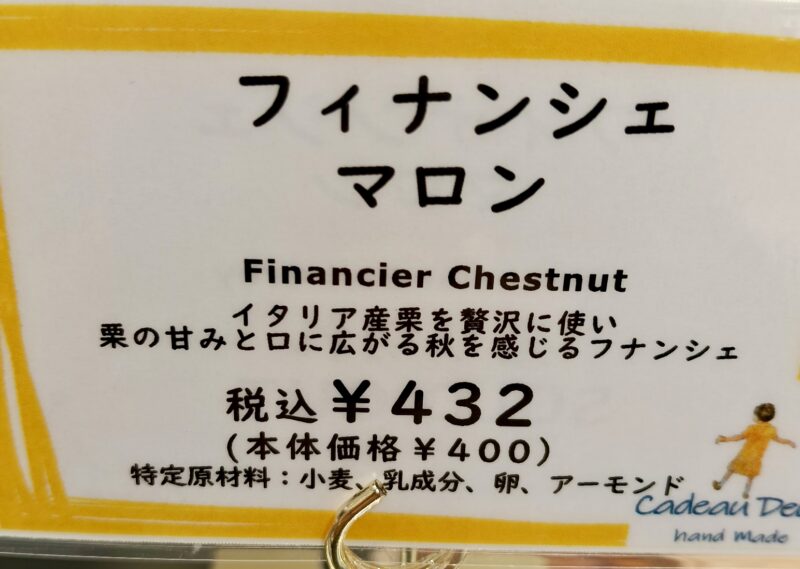 フィナンシェ
マロン
Financier Chestnut
イタリア産栗を贅沢に使い
栗の甘みと口に広がる秋を感じるフナンシェ
税込￥432
(本体価格￥400)
特定原材料：小麦、乳成分、卵、アーモンド
Cadeau
hand made